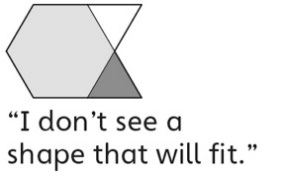 “I don’t see a
shape that will fit.”